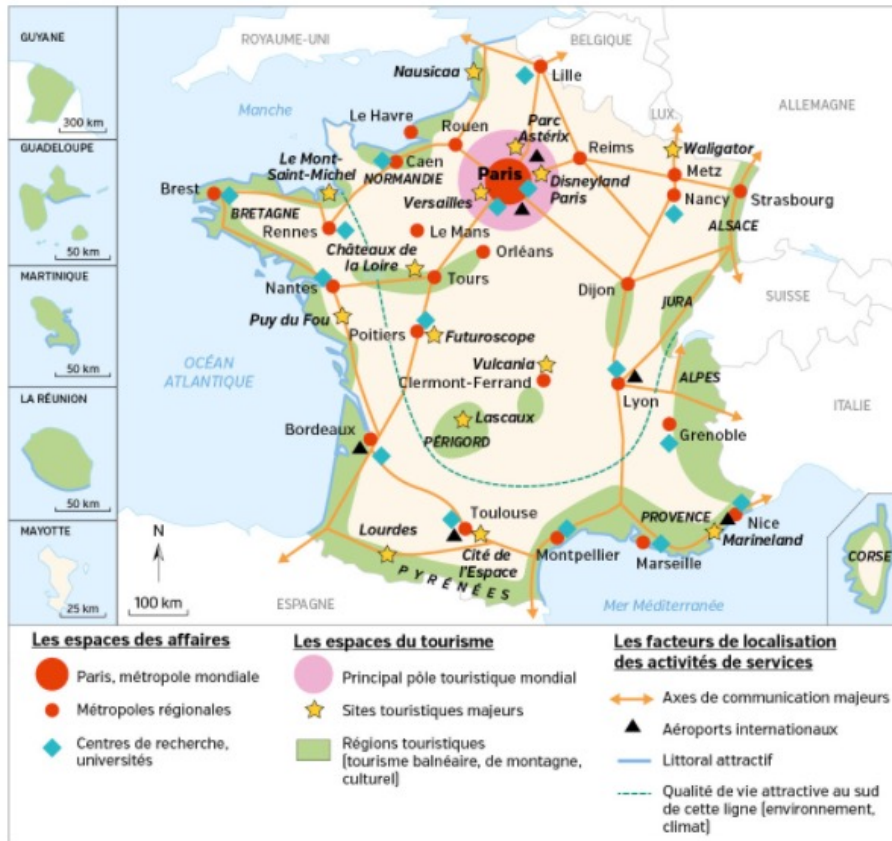 GUYANE
300 km
GUADELOUPE
50 km
MARTINIQUE
50 km
LA RÉUNION
50 km
MAYOTTE
25 km
ROYAUME-UNI
BELGIQUE
LUX.
ALLEMAGNE
SUISSE
ITALIE
ESPAGNE
Manche
OCÉAN
ATLANTIQUE
Mer Méditerranée
Nausicaa
Lille
Le Havre
Rouen
Parc
Astérix
Reims
Waligator
Metz
Le Mont-
Saint-Michel
Caen
NORMANDIE
Paris
Disneyland
Paris
Versailles
Nancy
Strasbourg
ALSACE
Brest
BRETAGNE
Rennes
Le Mans
Orléans
Châteaux de
la Loire
Tours
Nantes
Dijon
JURA
Puy du Fou
Poitiers
Futuroscope
Vulcania
Clermont-Ferrand
Lyon
ALPES
Lascaux
PÉRIGORD
Grenoble
Bordeaux
Toulouse
Lourdes
Cité de
l'Espace
PYRÉNÉES
Montpellier
PROVENCE
Marseille
Nice
Marineland
CORSE
N
100 km
Les espaces des affaires
Paris, métropole mondiale
Métropoles régionales
Centres de recherche,
universités
Les espaces du tourisme
Principal pôle touristique mondial
Sites touristiques majeurs
Régions touristiques
(tourisme balnéaire, de montagne,
culturel)
Les facteurs de localisation
des activités de services
Axes de communication majeurs
Aéroports internationaux
Littoral attractif
Qualité de vie attractive au sud
de cette ligne (environnement,
climat)